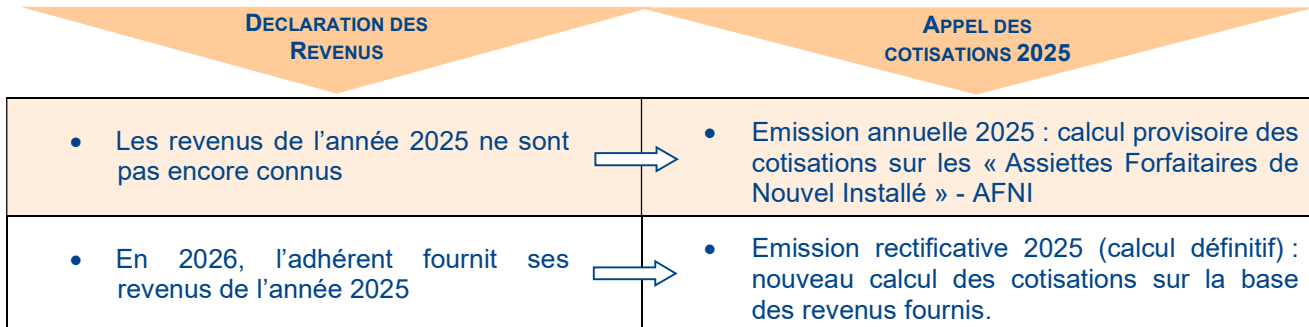 DECLARATION DES
REVENUS
APPEL DES
COTISATIONS 2025
• Les revenus de l’année 2025 ne sont
pas encore connus
• Emission annuelle 2025 : calcul provisoire des
cotisations sur les « Assiettes Forfaitaires de
Nouvel Installé » - AFNI
• En 2026, l’adhérent fournit ses
revenus de l’année 2025
• Emission rectificative 2025 (calcul définitif) :
nouveau calcul des cotisations sur la base
des revenus fournis.